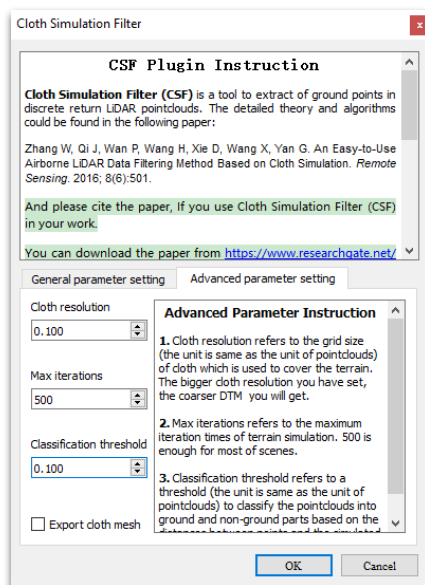 Cloth Simulation Filter
x
CSF Plugin Instruction
Cloth Simulation Filter (CSF) is a tool to extract of ground points in
discrete return LiDAR pointclouds. The detailed theory and algorithms
could be found in the following paper:
Zhang W, Qi J, Wan P, Wang H, Xie D, Wang X, Yan G. An Easy-to-Use
Airborne LiDAR Data Filtering Method Based on Cloth Simulation. Remote
Sensing. 2016; 8(6):501.
And please cite the paper, If you use Cloth Simulation Filter (CSF)
in your work.
You can download the paper from https://www.researchgate.net/
General parameter setting
Advanced parameter setting
Cloth resolution
0.100
Max iterations
500
Classification threshold
0.100
Export cloth mesh
Advanced Parameter Instruction
1. Cloth resolution refers to the grid size
(the unit is same as the unit of pointclouds)
of cloth which is used to cover the terrain.
The bigger cloth resolution you have set,
the coarser DTM you will get.
2. Max iterations refers to the maximum
iteration times of terrain simulation. 500 is
enough for most of scenes.
3. Classification threshold refers to a
threshold (the unit is same as the unit of
pointclouds) to classify the pointclouds into
ground and non-ground parts based on the
distances between points and the simulated
OK
Cancel